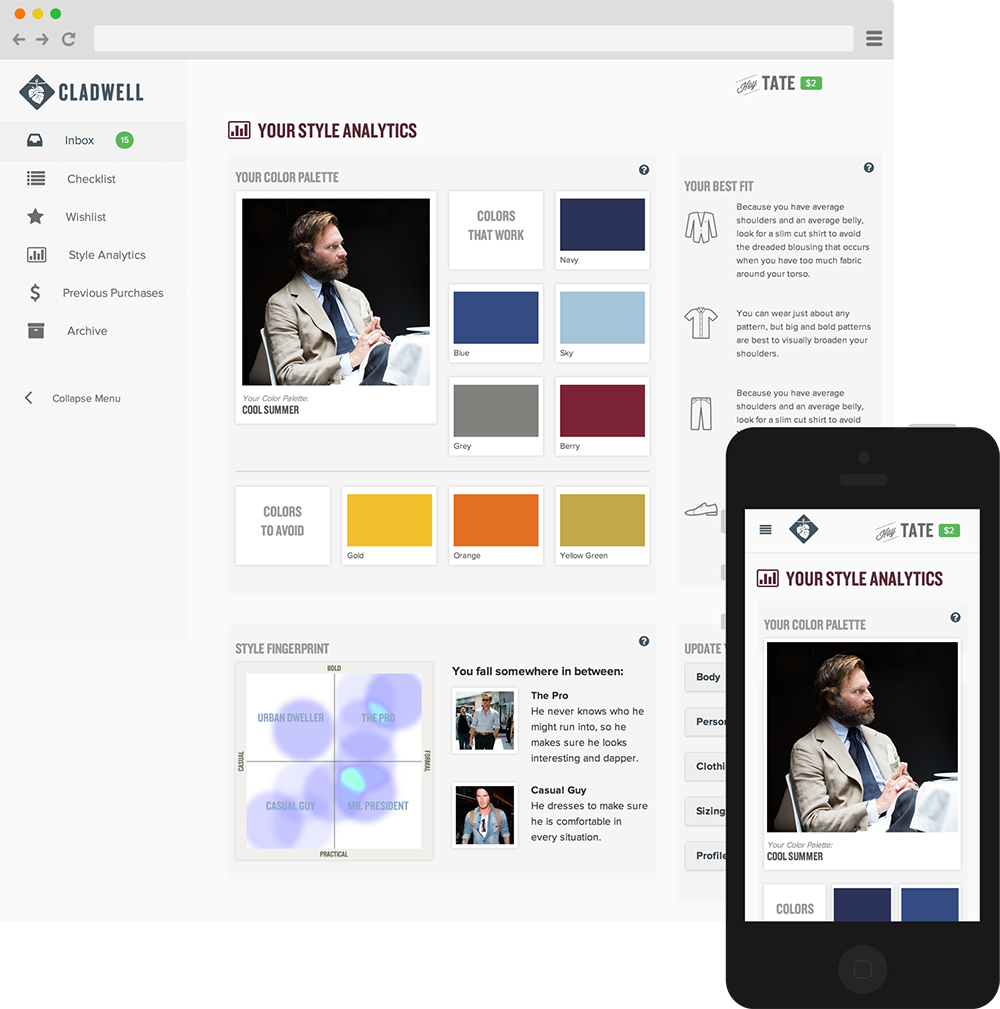 CLADWELL
Hey TATE $2
Inbox 15
Checklist
Wishlist
Style Analytics
$ Previous Purchases
Archive
Collapse Menu
YOUR STYLE ANALYTICS
YOUR COLOR PALETTE
?
Your Color Palette:
COOL SUMMER
COLORS
THAT WORK
Navy
Blue
Sky
Grey
Berry
COLORS
TO AVOID
Gold
Orange
Yellow Green
?
YOUR BEST FIT
Because you have average
shoulders and an average belly,
look for a slim cut shirt to avoid
the dreaded blousing that occurs
when you have too much fabric
around your torso.
You can wear just about any
pattern, but big and bold patterns
are best to visually broaden your
shoulders.
Because you have average
shoulders and an average belly,
look for a slim cut shirt to avoid
STYLE FINGERPRINT
?
BOLD
URBAN DWELLER
THE PRO
CASUAL
FORMAL
CASUAL GUY
MR. PRESIDENT
PRACTICAL
You fall somewhere in between:
The Pro
He never knows who he
might run into, so he
makes sure he looks
interesting and dapper.
Casual Guy
He dresses to make sure
he is comfortable in
every situation.
UPDATE
Body
Person
Clothi
Sizing
Profile
Hey TATE $2
YOUR STYLE ANALYTICS
YOUR COLOR PALETTE
?
Your Color Palette:
COOL SUMMER
COLORS